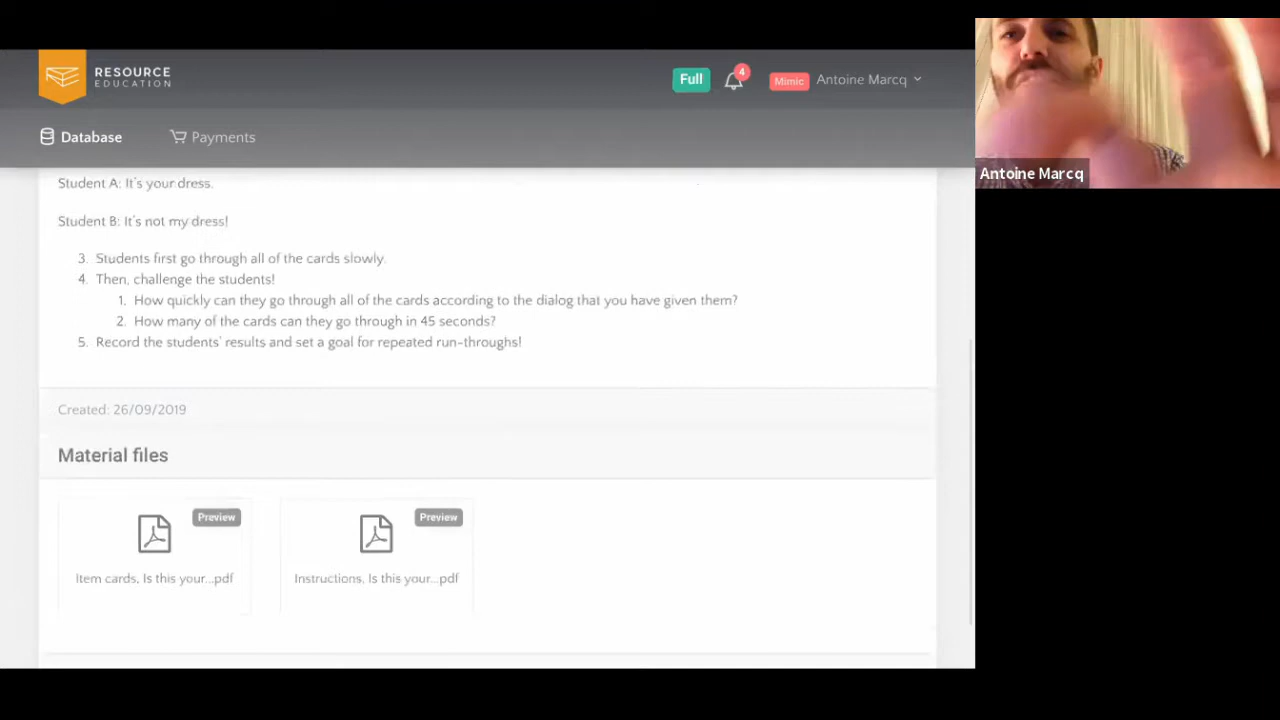 RESOURCE
EDUCATION
Full
4
Mimic
Antoine Marcq
Database
Payments
Antoine Marcq
Student A: It's your dress.
Student B: It's not my dress!
3. Students first go through all of the cards slowly.
4. Then, challenge the students!
1. How quickly can they go through all of the cards according to the dialog that you have given them?
2. How many of the cards can they go through in 45 seconds?
5. Record the students' results and set a goal for repeated run-throughs!
Created: 26/09/2019
Material files
Preview
Preview
Item cards, Is this your...pdf
Instructions, Is this your...pdf